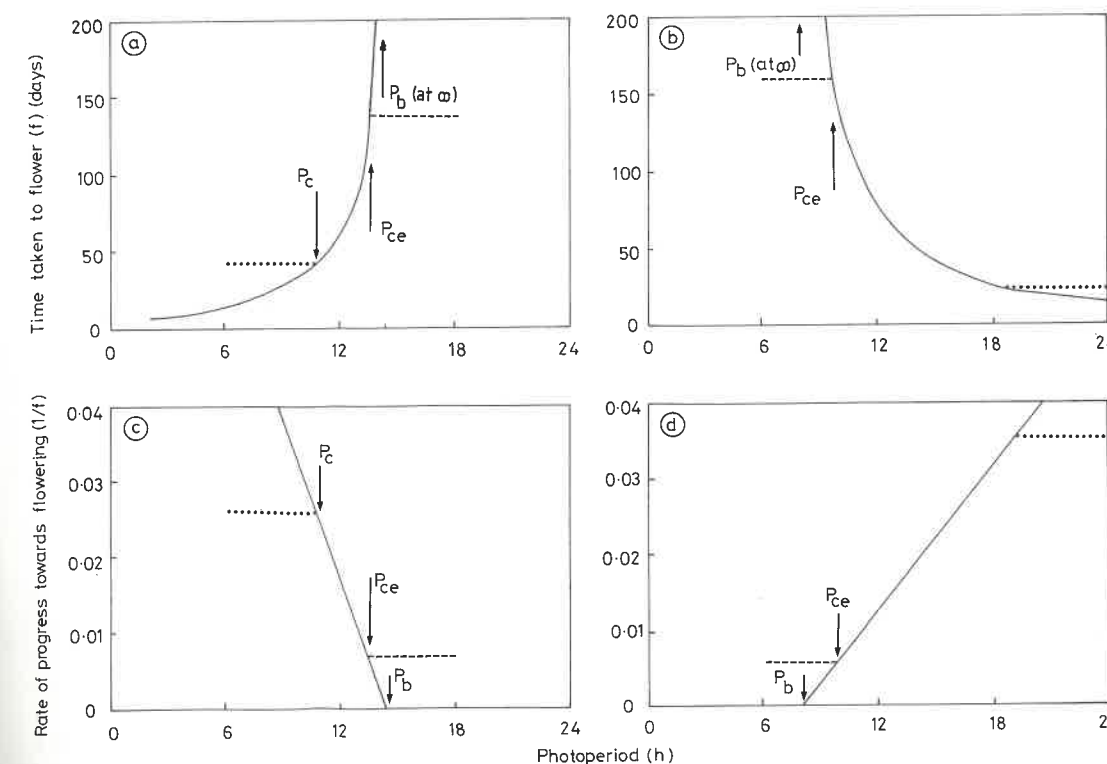 Time taken to flower (f) (days)
200
150
100
50
0
a
P_b (at ∞)
P_c
P_ce
0 6 12 18 24
200
150
100
50
0
b
P_b (at ∞)
P_ce
0 6 12 18 24
Rate of progress towards flowering (1/f)
0·04
0·03
0·02
0·01
0
c
P_c
P_ce
P_b
0 6 12 18 24
0·04
0·03
0·02
0·01
0
d
P_ce
P_b
0 6 12 18 24
Photoperiod (h)